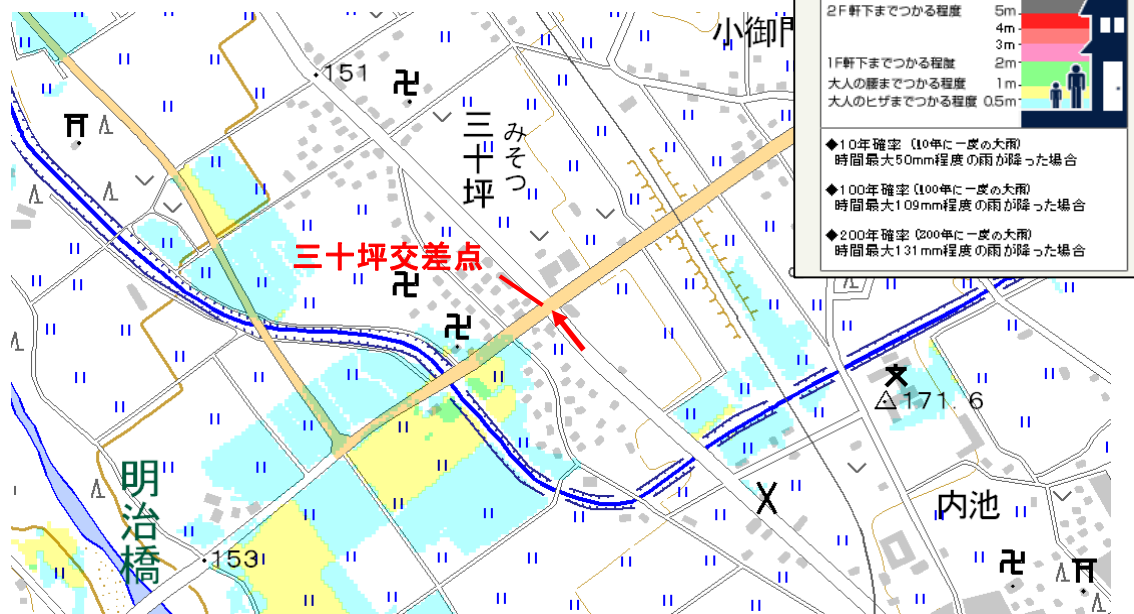 2F軒下までつかる程度 5m
4m
3m
1F軒下までつかる程度 2m
大人の腰までつかる程度 1m
大人のヒザまでつかる程度 0.5m
◆10年確率 (10年に一度の大雨)
時間最大50mm程度の雨が降った場合
◆100年確率 (100年に一度の大雨)
時間最大109mm程度の雨が降った場合
◆200年確率 (200年に一度の大雨)
時間最大131mm程度の雨が降った場合
小御門
151
三十坪
みそつ
三十坪交差点
171.6
明治橋
内池
153